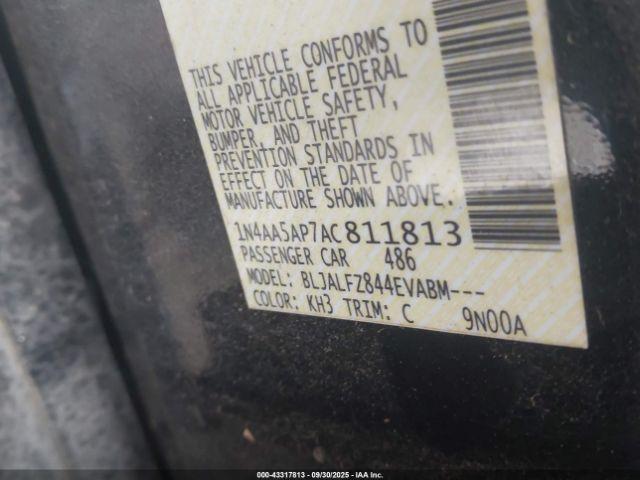 THIS VEHICLE CONFORMS TO
ALL APPLICABLE FEDERAL
MOTOR VEHICLE SAFETY,
BUMPER, AND THEFT
PREVENTION STANDARDS IN
EFFECT ON THE DATE OF
MANUFACTURE SHOWN ABOVE.
1N4AA5AP7AC811813
PASSENGER CAR 486
MODEL: BLJALFZ844EVABM---
COLOR: KH3 TRIM: C 9N00A
000-43317813 - 09/30/2025 - IAA Inc.